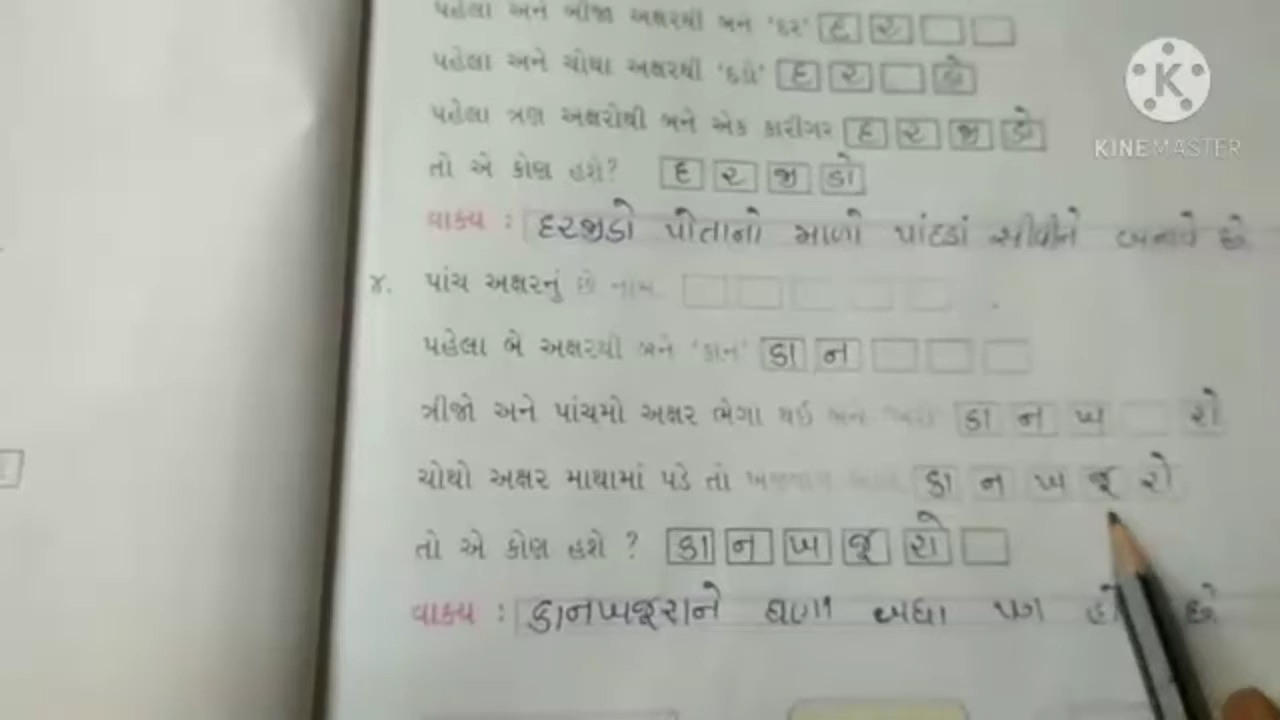 પહેલા અને બીજા અક્ષરથી બને 'દર' દ ર
પહેલા અને ચોથા અક્ષરથી 'દડો' દ ર ડો
પહેલા ત્રણ અક્ષરોથી બને એક કારીગર દ ર જી ડો
તો એ કોણ હશે? દ ર જી ડો
વાક્ય : દરજીડો પોતાનો માળો પાંદડાં સીવીને બનાવે છે
૪. પાંચ અક્ષરનું છે નામ
પહેલા બે અક્ષરથી બને 'કાન' કા ન
ત્રીજો અને પાંચમો અક્ષર ભેગા થઈ બને કા ન ખ રો
ચોથો અક્ષર માથામાં પડે તો કા ન ખ જૂ રો
તો એ કોણ હશે ? કા ન ખ જૂ રો
વાક્ય : કાનખજૂરાને ઘણા બધા પગ છે.
KINEMASTER